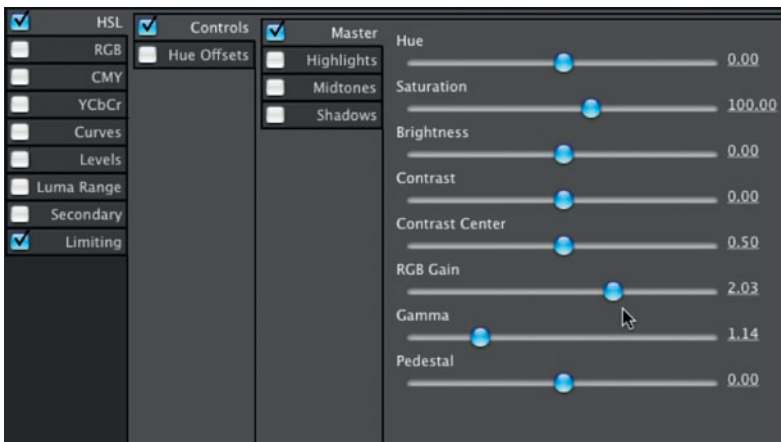 HSL
RGB
CMY
YCbCr
Curves
Levels
Luma Range
Secondary
Limiting
Controls
Hue Offsets
Master
Highlights
Midtones
Shadows
Hue
0.00
Saturation
100.00
Brightness
0.00
Contrast
0.00
Contrast Center
0.50
RGB Gain
2.03
Gamma
1.14
Pedestal
0.00